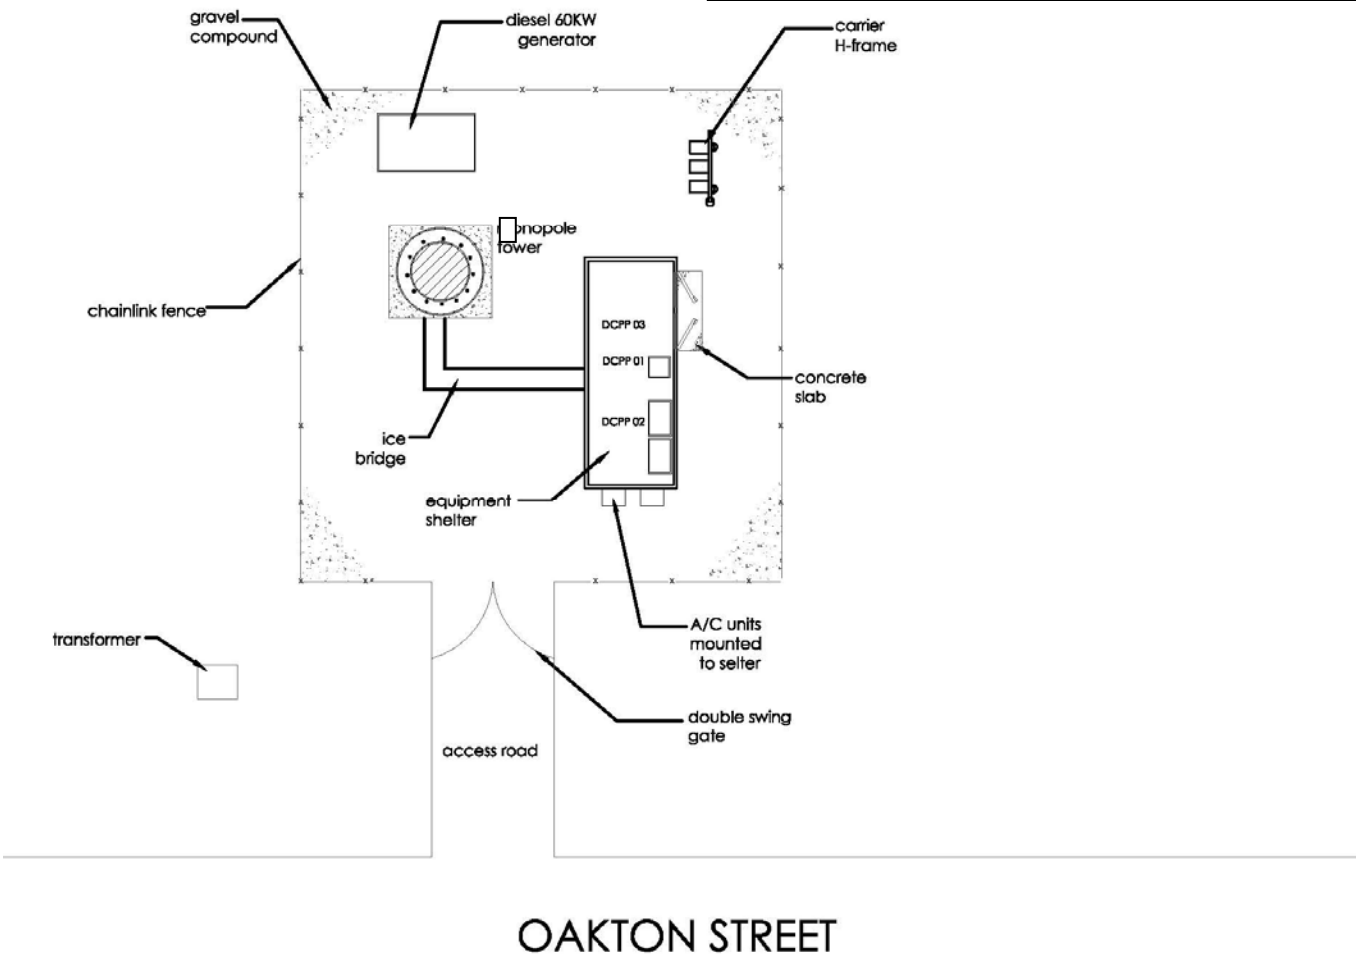 gravel
compound
diesel 60KW
generator
carrier
H-frame
monopole
tower
chainlink fence
DCPP 03
DCPP 01
concrete
slab
DCPP 02
ice
bridge
equipment
shelter
A/C units
mounted
to selter
transformer
double swing
gate
access road
OAKTON STREET